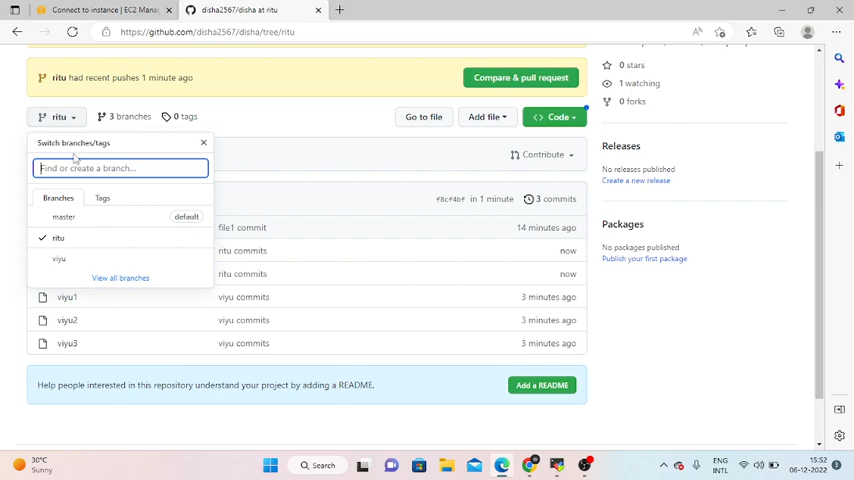 Connect to instance | EC2 Mana
disha2567/disha at ritu
https://github.com/disha2567/disha/tree/ritu
ritu had recent pushes 1 minute ago
Compare & pull request
ritu
3 branches
0 tags
Go to file
Add file
Code
Switch branches/tags
Find or create a branch...
Branches
Tags
master
default
ritu
viyu
View all branches
Contribute
f8cf4bf in 1 minute
3 commits
file1 commit
14 minutes ago
ritu commits
now
ritu commits
now
viyu1
viyu commits
3 minutes ago
viyu2
viyu commits
3 minutes ago
viyu3
viyu commits
3 minutes ago
Help people interested in this repository understand your project by adding a README.
Add a README
0 stars
1 watching
0 forks
Releases
No releases published
Create a new release
Packages
No packages published
Publish your first package
30°C
Sunny
Search
ENG
INTL
15:52
06-12-2022
3